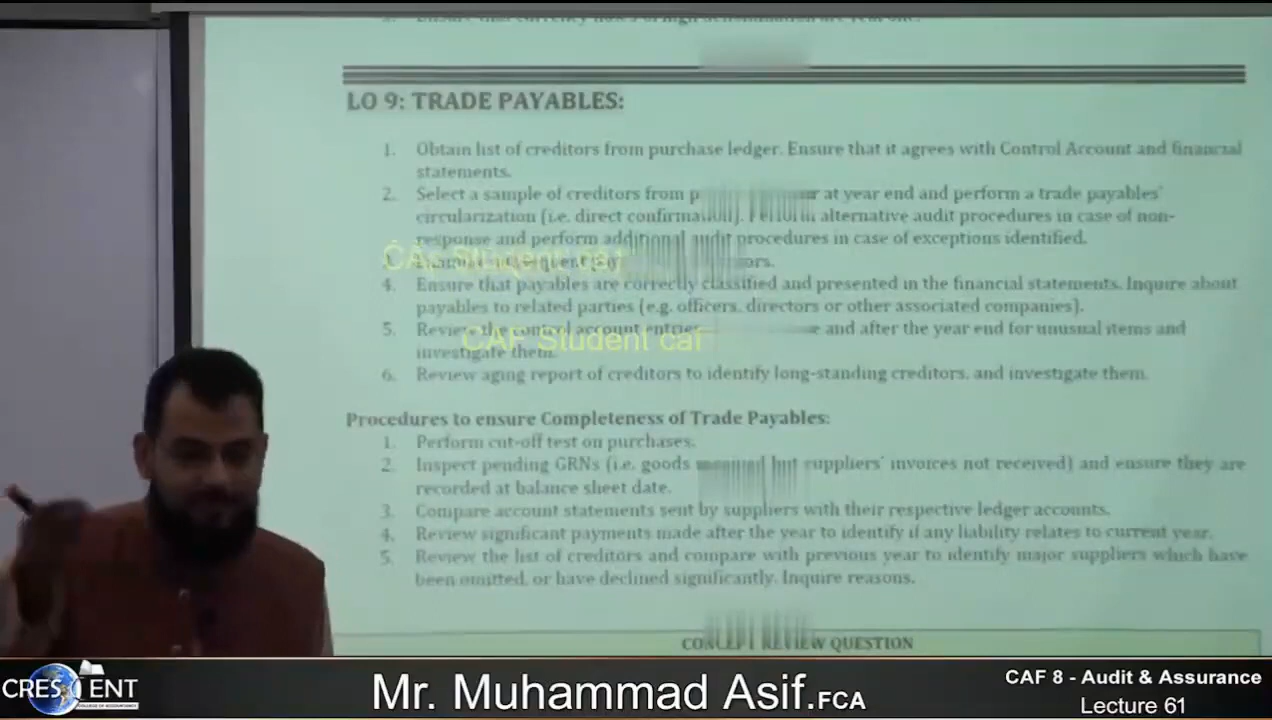 LO 9: TRADE PAYABLES:
1. Obtain list of creditors from purchase ledger. Ensure that it agrees with Control Account and financial
statements.
2. Select a sample of creditors from at year end and perform a trade payables'
circularization (i.e. direct confirmation). Perform alternative audit procedures in case of non-
response and perform additional audit procedures in case of exceptions identified.
CAF Student caf
4. Ensure that payables are correctly classified and presented in the financial statements. Inquire about
payables to related parties (e.g. officers, directors or other associated companies).
5. Review the control account entries and after the year end for unusual items and
CAF Student caf
investigate them.
6. Review aging report of creditors to identify long-standing creditors, and investigate them.
Procedures to ensure Completeness of Trade Payables:
1. Perform cut-off test on purchases.
2. Inspect pending GRNs (i.e. goods but suppliers' invoices not received) and ensure they are
recorded at balance sheet date.
3. Compare account statements sent by suppliers with their respective ledger accounts.
4. Review significant payments made after the year to identify if any liability relates to current year.
5. Review the list of creditors and compare with previous year to identify major suppliers which have
been omitted, or have declined significantly. Inquire reasons.
CONCEPT REVIEW QUESTION
CRESCENT
COLLEGE OF ACCOUNTANCY
Mr. Muhammad Asif.FCA
CAF 8 - Audit & Assurance
Lecture 61